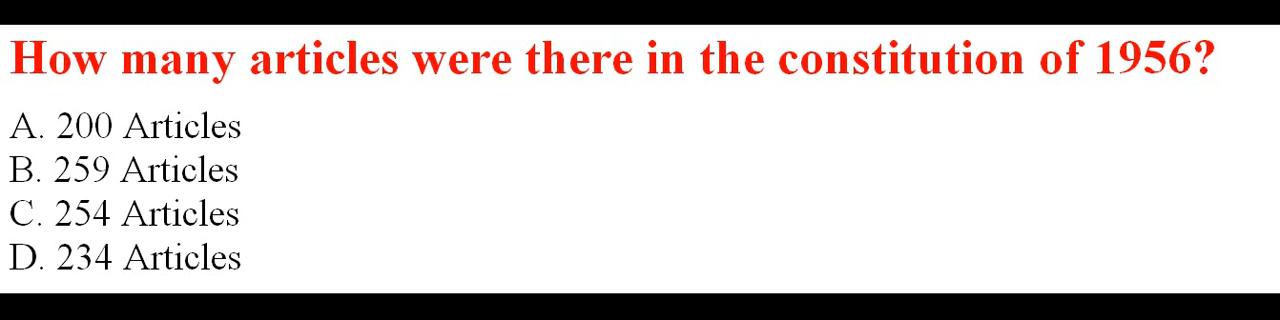 How many articles were there in the constitution of 1956?
A. 200 Articles
B. 259 Articles
C. 254 Articles
D. 234 Articles